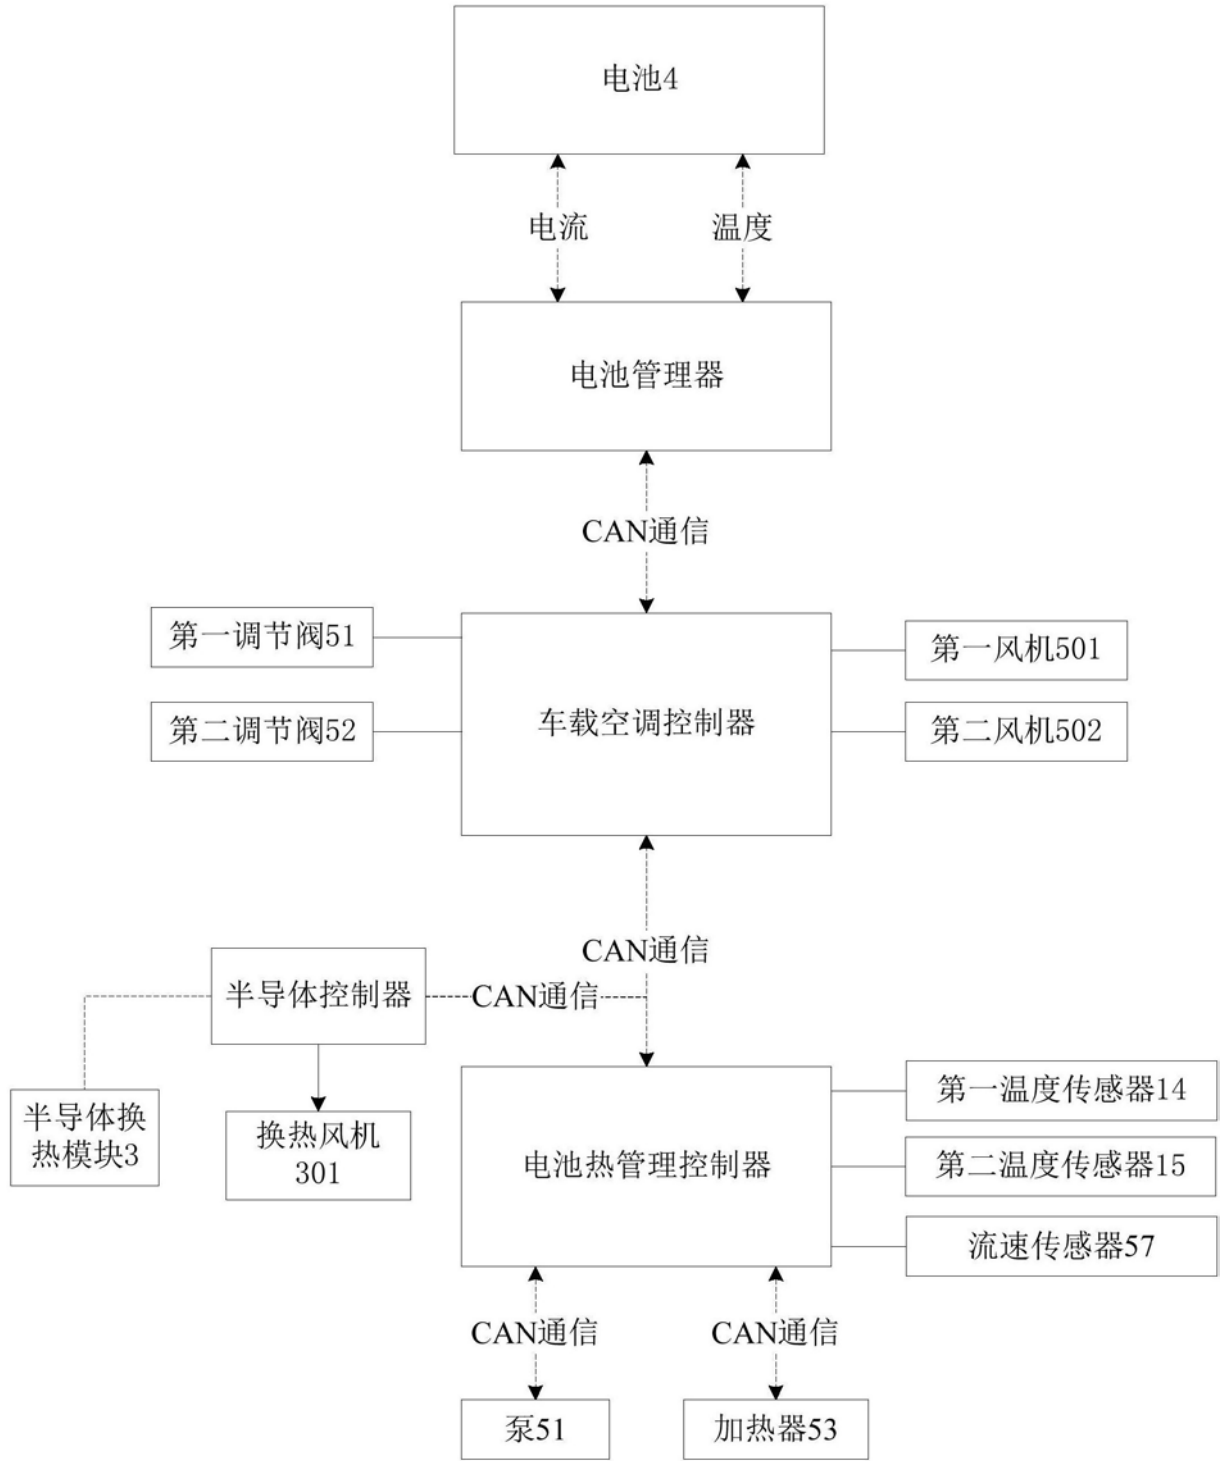 电池4
电流
温度
电池管理器
CAN通信
第一调节阀51
第一风机501
第二调节阀52
车载空调控制器
第二风机502
CAN通信
半导体控制器
CAN通信
半导体换
热模块3
换热风机
301
电池热管理控制器
第一温度传感器14
第二温度传感器15
流速传感器57
CAN通信
CAN通信
泵51
加热器53